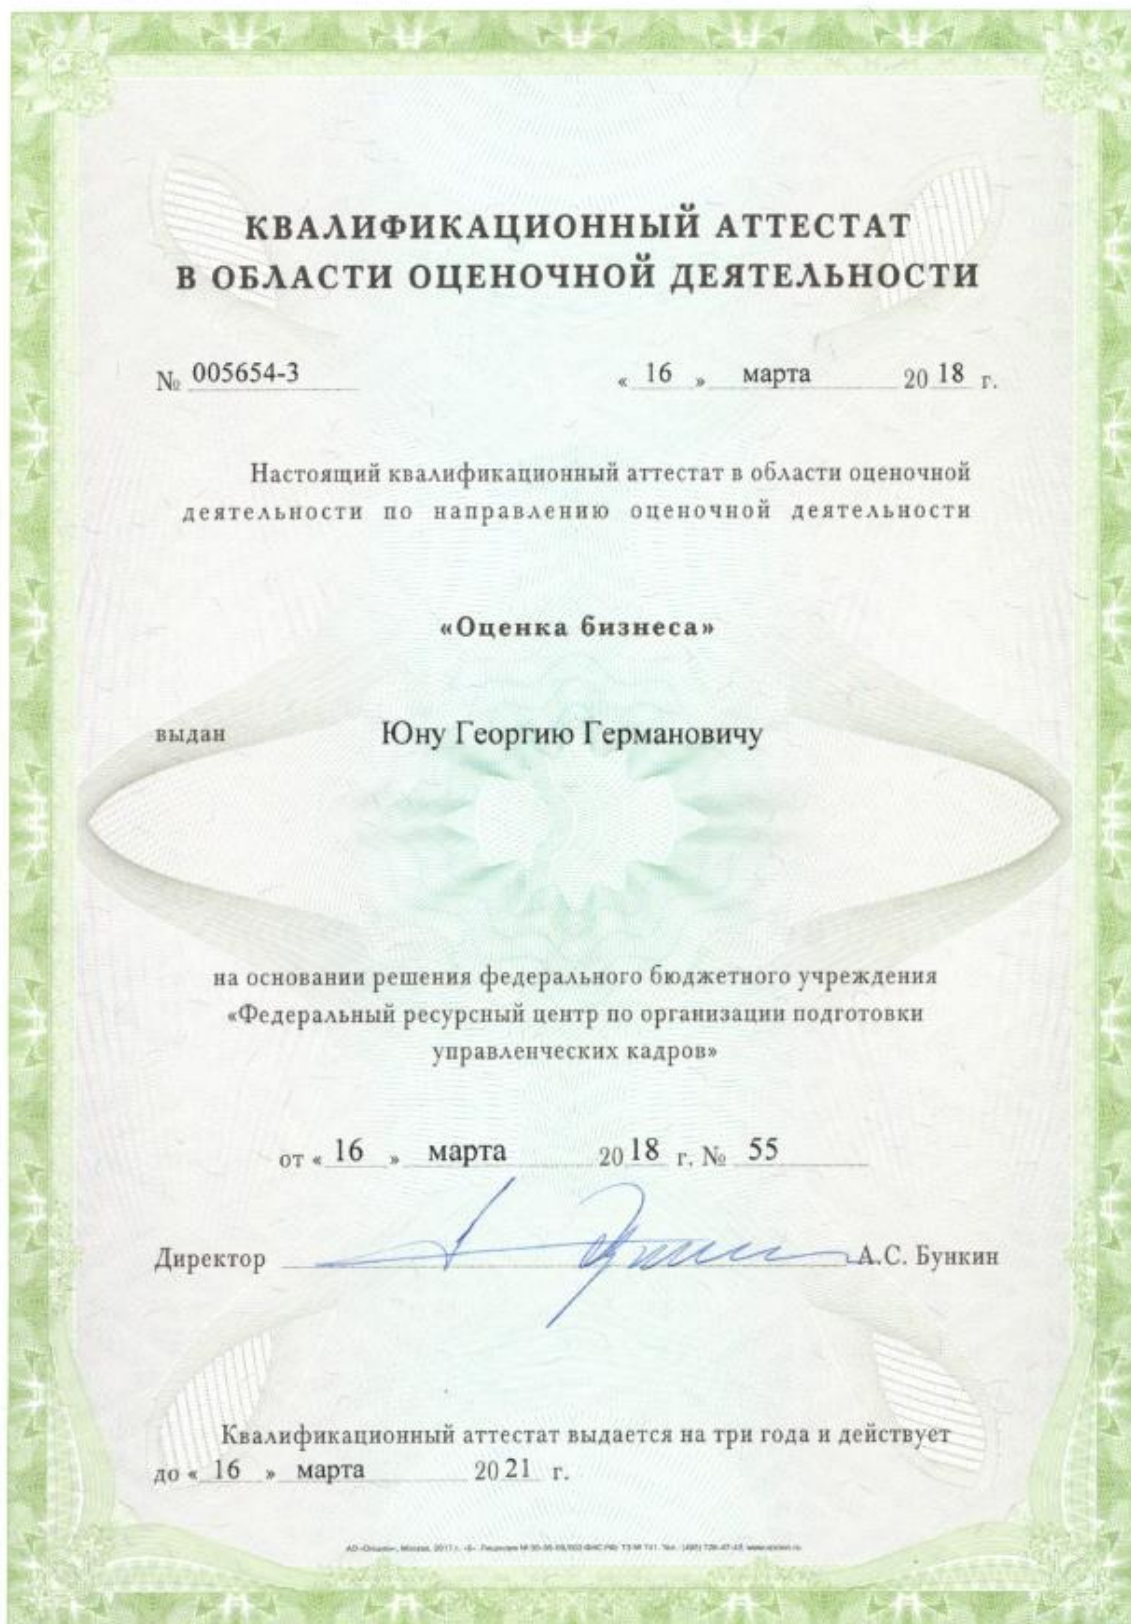 КВАЛИФИКАЦИОННЫЙ АТТЕСТАТ
В ОБЛАСТИ ОЦЕНОЧНОЙ ДЕЯТЕЛЬНОСТИ
№ 005654-3 « 16 » марта 20 18 г.
Настоящий квалификационный аттестат в области оценочной
деятельности по направлению оценочной деятельности
«Оценка бизнеса»
выдан Юну Георгию Германовичу
на основании решения федерального бюджетного учреждения
«Федеральный ресурсный центр по организации подготовки
управленческих кадров»
от « 16 » марта 20 18 г. № 55
Директор А.С. Бункин
Квалификационный аттестат выдается на три года и действует
до « 16 » марта 20 21 г.
АО Москва, 2017 г.